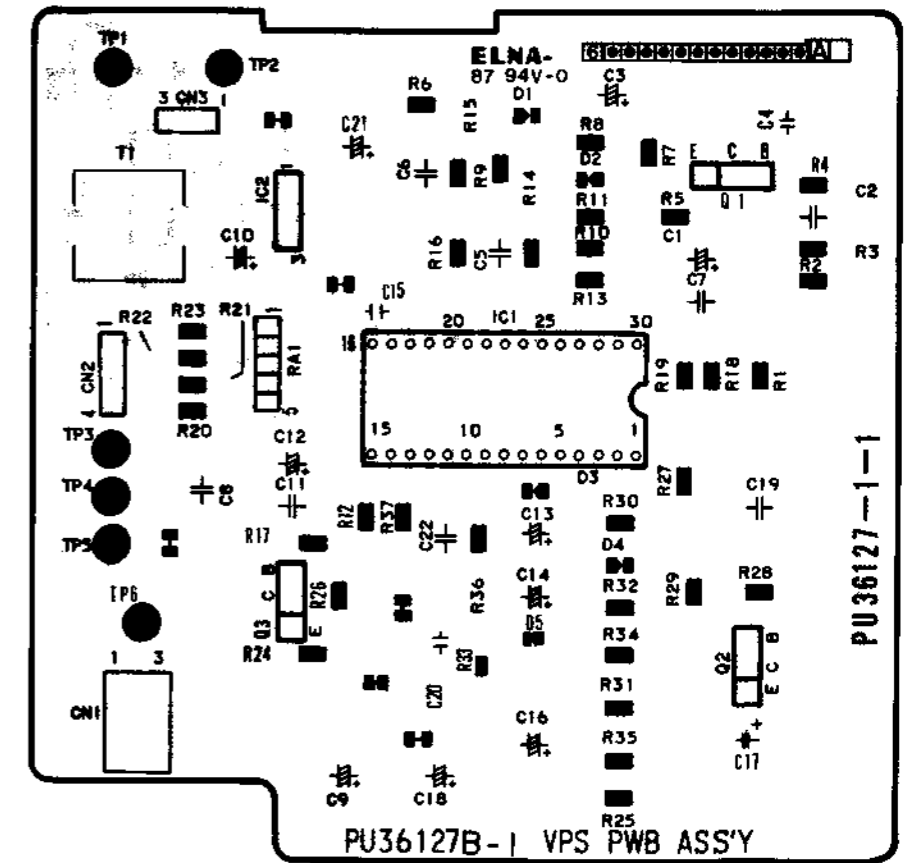 TP1
TP2
ELNA-
87 94V-0
6 A
3 CN3 1
R6
R15
D1
C3
C21
R8
C4
T1
C6
R9
R14
D2
R7
E C B
Q1
R4
C2
IC2
1
3
R11
R5
C10
R16
C5
R10
C1
R3
R2
R13
C7
C15
R22
R23
R21
1
CN2
4
RA1
1
5
20 IC1 25 30
16
15 10 5 1
R19
R18
R1
R20
TP3
C12
TP4
C8
C11
D3
R27
C19
TP5
R17
R12
R37
C22
C13
R30
D4
PU36127-1-1
TP6
B
C
Q3
E
R26
R36
C14
R32
R29
R28
D5
R24
R33
R34
Q2
B
C
E
1 3
CN1
C20
R31
C16
R35
C17
C9
C18
R25
PU36127B-1 VPS PWB ASS'Y